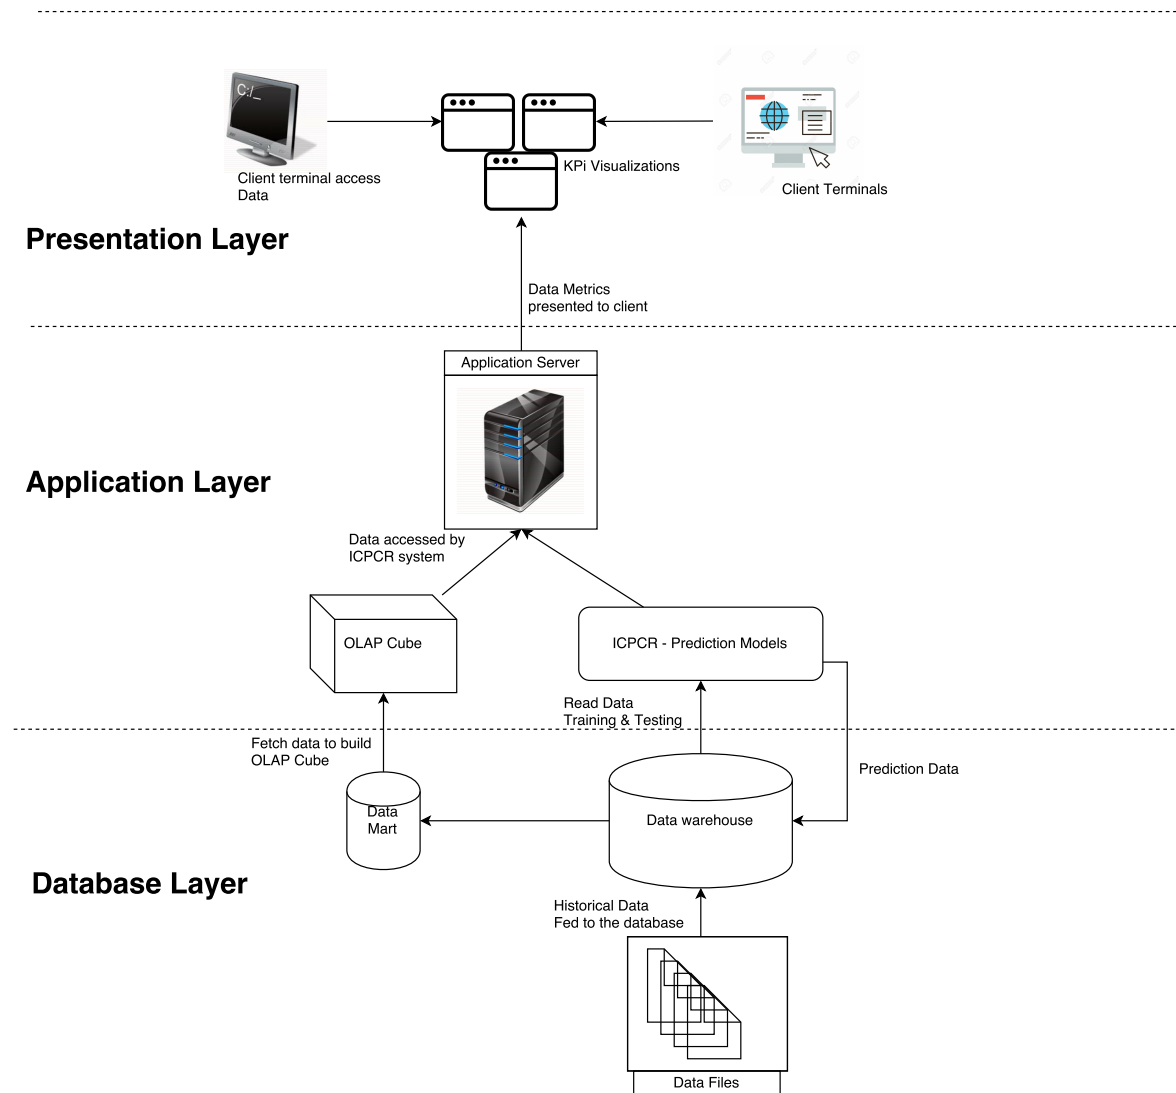 C:/_
Client terminal access
Data
KPi Visualizations
Client Terminals
Presentation Layer
Data Metrics
presented to client
Application Server
Application Layer
Data accessed by
ICPCR system
OLAP Cube
ICPCR - Prediction Models
Read Data
Training & Testing
Fetch data to build
OLAP Cube
Prediction Data
Data
Mart
Data warehouse
Database Layer
Historical Data
Fed to the database
Data Files